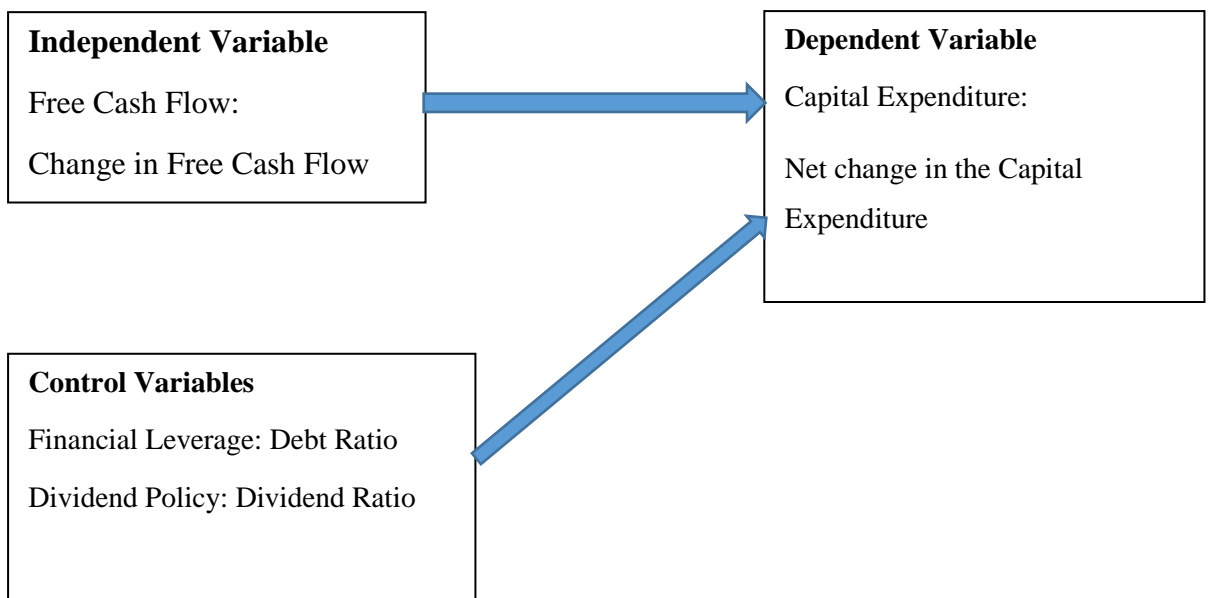 Independent Variable
Free Cash Flow:
Change in Free Cash Flow
Dependent Variable
Capital Expenditure:
Net change in the Capital
Expenditure
Control Variables
Financial Leverage: Debt Ratio
Dividend Policy: Dividend Ratio